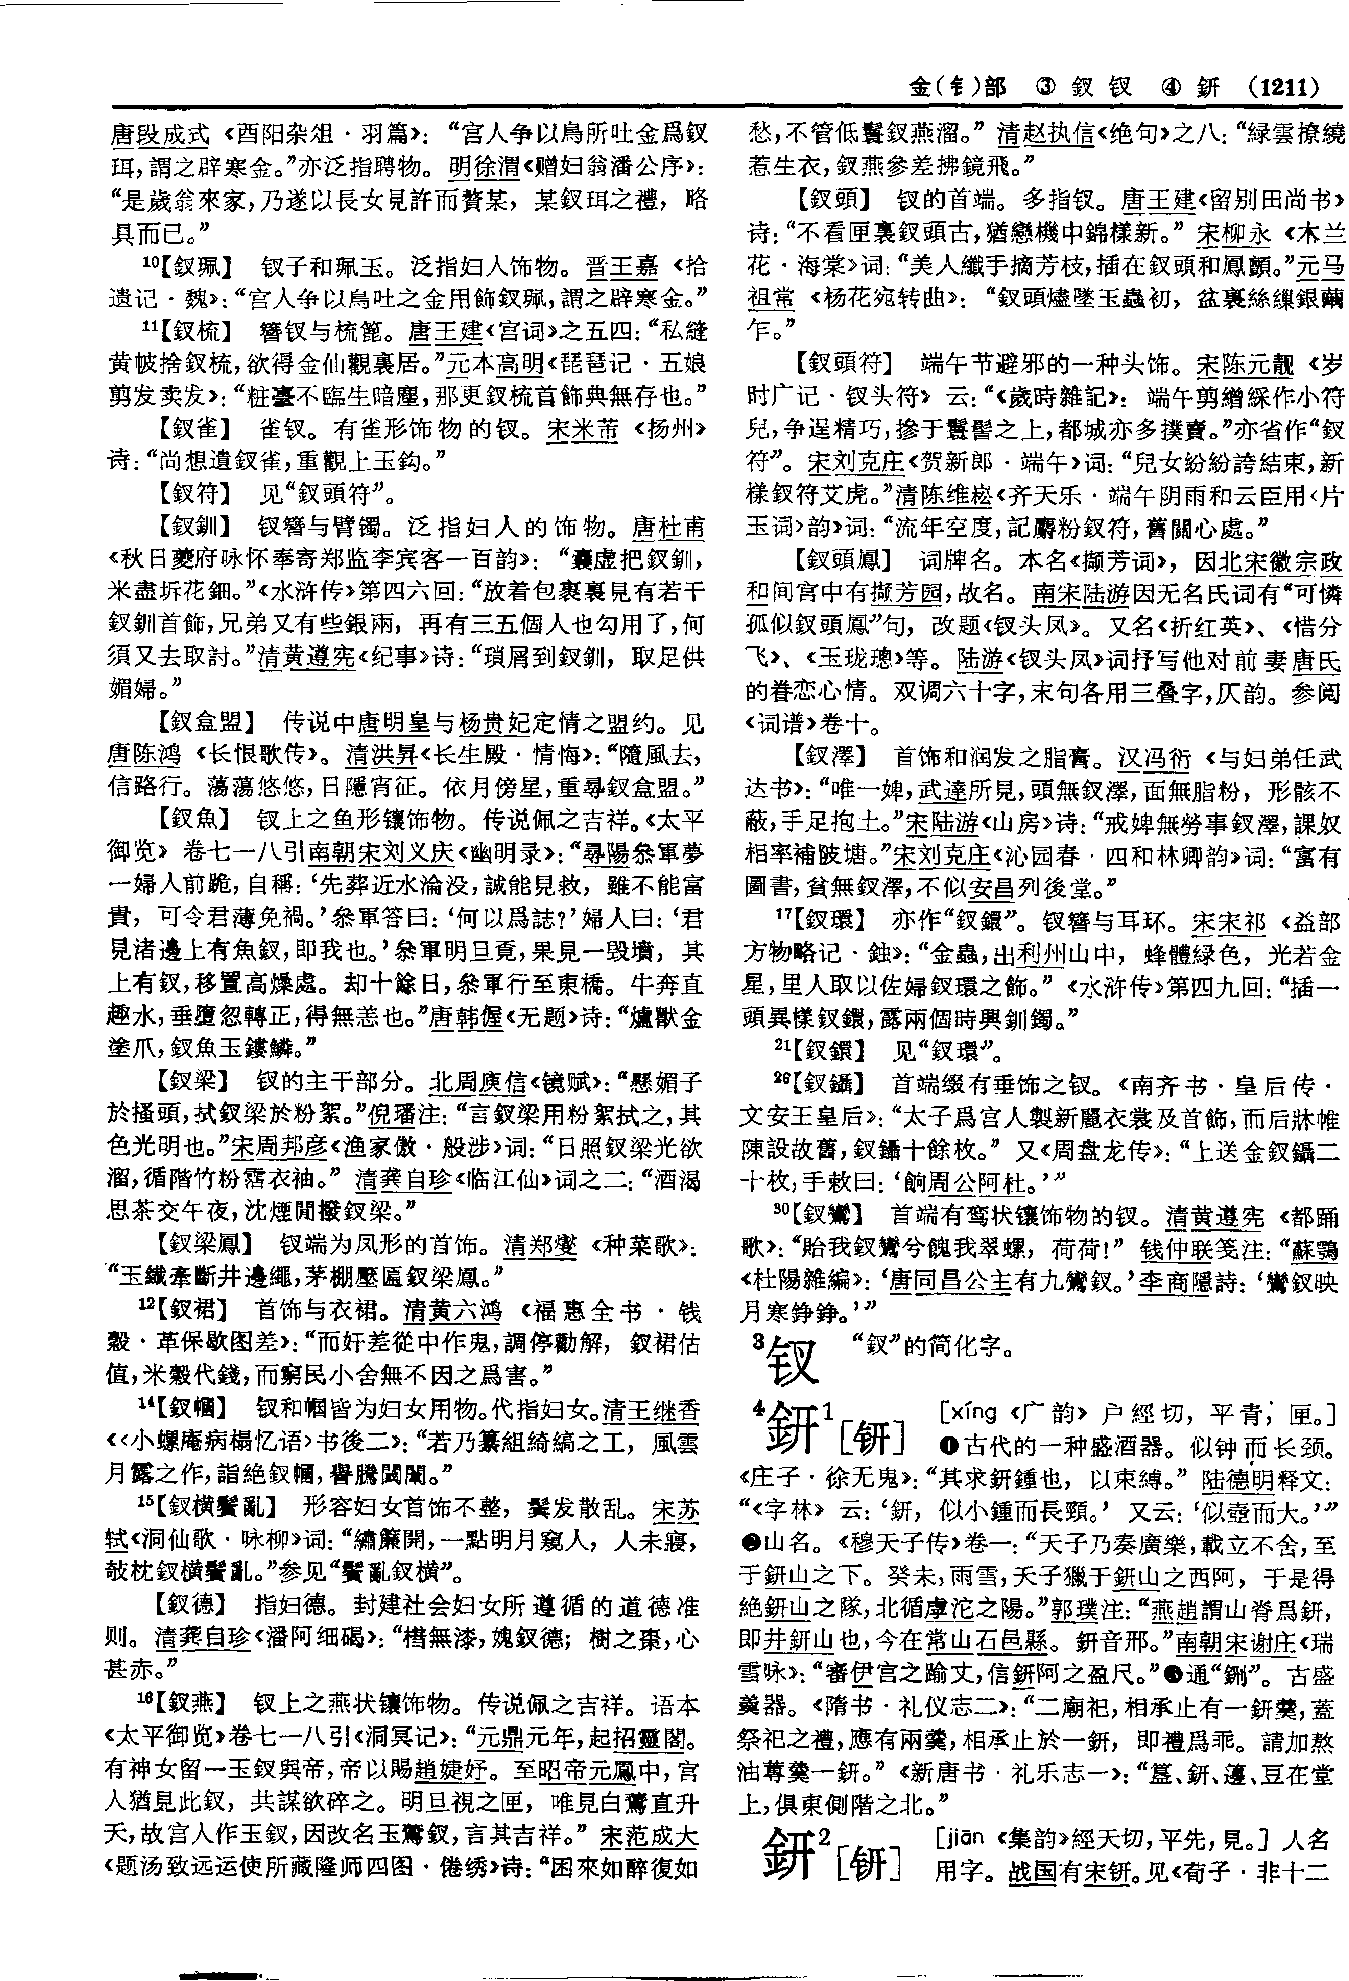 金(钅)部　③ 釵 钗　④ 鈃　(1211)
唐段成式《酉阳杂俎·羽篇》：“宫人争以鳥所吐金爲釵
珥，謂之辟寒金。”亦泛指聘物。明徐渭《赠妇翁潘公序》：
“是歲翁來家，乃遂以長女見許而贅某，某釵珥之禮，略
具而已。”
¹⁰【釵珮】　钗子和珮玉。泛指妇人饰物。晋王嘉《拾
遗记·魏》：“宫人争以鳥吐之金用飾釵珮，謂之辟寒金。”
¹¹【釵梳】　簪钗与梳篦。唐王建《宫词》之五四：“私縫
黄帔捨釵梳，欲得金仙觀裏居。”元本高明《琵琶记·五娘
剪发卖发》：“粧臺不臨生暗塵，那更釵梳首飾典無存也。”
【釵雀】　雀钗。有雀形饰物的钗。宋米芾《扬州》
诗：“尚想遺釵雀，重觀上玉鈎。”
【釵符】　见“釵頭符”。
【釵釧】　钗簪与臂镯。泛指妇人的饰物。唐杜甫
《秋日夔府咏怀奉寄郑监李宾客一百韵》：“囊虚把釵釧，
米盡坼花鈿。”《水浒传》第四六回：“放着包裹裏見有若干
釵釧首飾，兄弟又有些銀兩，再有三五個人也勾用了，何
須又去取討。”清黄遵宪《纪事》诗：“瑣屑到釵釧，取足供
媚婦。”
【釵盒盟】　传说中唐明皇与杨贵妃定情之盟约。见
唐陈鸿《长恨歌传》。清洪昇《长生殿·情悔》：“隨風去，
信路行。蕩蕩悠悠，日隱宵征。依月傍星，重尋釵盒盟。”
【釵魚】　钗上之鱼形镶饰物。传说佩之吉祥。《太平
御览》卷七一八引南朝宋刘义庆《幽明录》：“尋陽叅軍夢
一婦人前跪，自稱：‘先葬近水淪没，誠能見救，雖不能富
貴，可令君薄免禍。’叅軍答曰：‘何以爲誌？’婦人曰：‘君
見渚邊上有魚釵，即我也。’叅軍明旦覓，果見一毁墳，其
上有釵，移置高燥處。却十餘日，叅軍行至東橋。牛奔直
趣水，垂墮忽轉正，得無恙也。”唐韩偓《无题》诗：“爐獸金
塗爪，釵魚玉鏤鱗。”
【釵梁】　钗的主干部分。北周庾信《镜赋》：“懸媚子
於搔頭，拭釵梁於粉絮。”倪璠注：“言釵梁用粉絮拭之，其
色光明也。”宋周邦彦《渔家傲·般涉》词：“日照釵梁光欲
溜，循階竹粉霑衣袖。”清龚自珍《临江仙》词之二：“酒渴
思茶交午夜，沈煙閒撥釵梁。”
【釵梁鳳】　钗端为凤形的首饰。清郑燮《种菜歌》：
“玉鐵牽斷井邊繩，茅棚壓匾釵梁鳳。”
¹²【釵裙】　首饰与衣裙。清黄六鸿《福惠全书·钱
穀·革保歇图差》：“而奸差從中作鬼，調停勸解，釵裙估
值，米穀代錢，而窮民小舍無不因之爲害。”
¹⁴【釵幗】　钗和幗皆为妇女用物。代指妇女。清王继香
《〈小螺庵病榻忆语〉书後二》：“若乃纂組綺縞之工，風雲
月露之作，詣絶釵幗，譽騰閨闈。”
¹⁵【釵横鬢亂】　形容妇女首饰不整，鬓发散乱。宋苏
轼《洞仙歌·咏柳》词：“繡簾開，一點明月窺人，人未寢，
敧枕釵横鬢亂。”参见“鬢亂釵横”。
【釵德】　指妇德。封建社会妇女所遵循的道德准
则。清龚自珍《潘阿细碣》：“櫛無漆，媿釵德；樹之棗，心
甚赤。”
¹⁶【釵燕】　钗上之燕状镶饰物。传说佩之吉祥。语本
《太平御览》卷七一八引《洞冥记》：“元鼎元年，起招靈閣。
有神女留一玉釵與帝，帝以賜趙婕妤。至昭帝元鳳中，宫
人猶見此釵，共謀欲碎之。明旦視之匣，唯見白鷰直升
天，故宫人作玉釵，因改名玉鷰釵，言其吉祥。”宋范成大
《题汤致远运使所藏隆师四图·倦绣》诗：“困來如醉復如
愁，不管低鬟釵燕溜。”清赵执信《绝句》之八：“緑雲撩繞
惹生衣，釵燕參差拂鏡飛。”
【釵頭】　钗的首端。多指钗。唐王建《留别田尚书》
诗：“不看匣裏釵頭古，猶戀機中錦樣新。”宋柳永《木兰
花·海棠》词：“美人纖手摘芳枝，插在釵頭和鳳顫。”元马
祖常《杨花宛转曲》：“釵頭燼墜玉蟲初，盆裏絲繰銀繭
乍。”
【釵頭符】　端午节避邪的一种头饰。宋陈元靓《岁
时广记·钗头符》云：“《歲時雜記》：端午剪繒綵作小符
兒，争逞精巧，摻于鬟髻之上，都城亦多撲賣。”亦省作“釵
符”。宋刘克庄《贺新郎·端午》词：“兒女紛紛誇結束，新
様釵符艾虎。”清陈维崧《齐天乐·端午阴雨和云臣用〈片
玉词〉韵》词：“流年空度，記麝粉釵符，舊關心處。”
【釵頭鳳】　词牌名。本名《撷芳词》，因北宋徽宗政
和间宫中有撷芳园，故名。南宋陆游因无名氏词有“可憐
孤似釵頭鳳”句，改题《钗头凤》。又名《折红英》、《惜分
飞》、《玉珑璁》等。陆游《钗头凤》词抒写他对前妻唐氏
的眷恋心情。双调六十字，末句各用三叠字，仄韵。参阅
《词谱》卷十。
【釵澤】　首饰和润发之脂膏。汉冯衍《与妇弟任武
达书》：“唯一婢，武達所見，頭無釵澤，面無脂粉，形骸不
蔽，手足抱土。”宋陆游《山房》诗：“戒婢無勞事釵澤，課奴
相率補陂塘。”宋刘克庄《沁园春·四和林卿韵》词：“富有
圖書，貧無釵澤，不似安昌列後堂。”
¹⁷【釵環】　亦作“釵鐶”。钗簪与耳环。宋宋祁《益部
方物略记·䖝》：“金蟲，出利州山中，蜂體緑色，光若金
星，里人取以佐婦釵環之飾。”《水浒传》第四九回：“插一
頭異樣釵鐶，露兩個時興釧鐲。”
²¹【釵鐶】　见“釵環”。
²⁶【釵鑷】　首端缀有垂饰之钗。《南齐书·皇后传·
文安王皇后》：“太子爲宫人製新麗衣裳及首飾，而后牀帷
陳設故舊，釵鑷十餘枚。”又《周盘龙传》：“上送金釵鑷二
十枚，手敕曰：‘餉周公阿杜。’”
³⁰【釵鸞】　首端有鸾状镶饰物的钗。清黄遵宪《都踊
歌》：“貽我釵鸞兮餽我翠螺，荷荷！”钱仲联笺注：“蘇鶚
《杜陽雜編》：‘唐同昌公主有九鸞釵。’李商隱詩：‘鸞釵映
月寒錚錚。’”
³钗　“釵”的简化字。
⁴鈃¹［钘］　［xíng《广韵》户經切，平青，匣。］
❶古代的一种盛酒器。似钟而长颈。
《庄子·徐无鬼》：“其求鈃鍾也，以束縛。”陆德明释文：
“《字林》云：‘鈃，似小鍾而長頸。’又云：‘似壺而大。’”
❷山名。《穆天子传》卷一：“天子乃奏廣樂，載立不舍，至
于鈃山之下。癸未，雨雪，天子獵于鈃山之西阿，于是得
絶鈃山之隊，北循虖沱之陽。”郭璞注：“燕趙謂山脊爲鈃，
即井鈃山也，今在常山石邑縣。鈃音邢。”南朝宋谢庄《瑞
雪咏》：“審伊宫之踰丈，信鈃阿之盈尺。”❸通“鉶”。古盛
羹器。《隋书·礼仪志二》：“二廟祀，相承止有一鈃羹，蓋
祭祀之禮，應有兩羹，相承止於一鈃，即禮爲乖。請加熬
油蓴羹一鈃。”《新唐书·礼乐志一》：“簋、鈃、籩、豆在堂
上，俱東側階之北。”
鈃²［钘］　［jiān《集韵》經天切，平先，見。］人名
用字。战国有宋钘。见《荀子·非十二